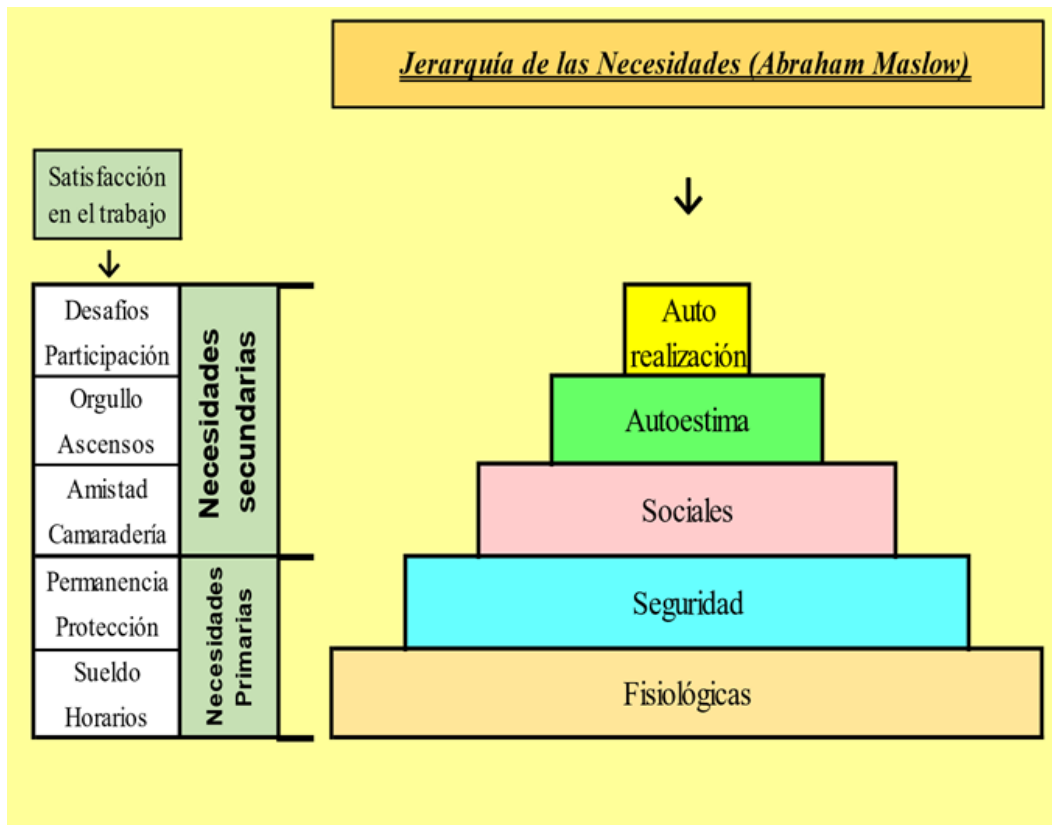 Jerarquía de las Necesidades (Abraham Maslow)
Satisfacción
en el trabajo
Desafíos
Participación
Orgullo
Ascensos
Amistad
Camaradería
Permanencia
Protección
Sueldo
Horarios
Necesidades
secundarias
Necesidades
Primarias
Auto
realización
Autoestima
Sociales
Seguridad
Fisiológicas